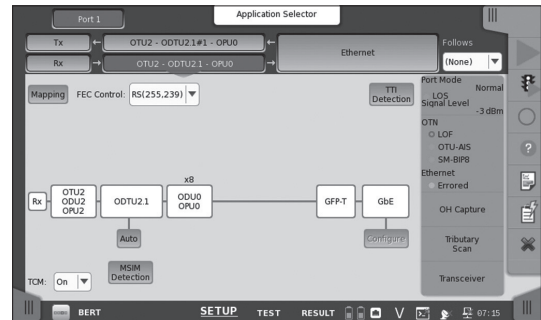 Port 1
Application Selector
Tx
OTU2 - ODTU2.1#1 - OPU0
Rx
OTU2 - ODTU2.1 - OPU0
Ethernet
Follows
(None)
Mapping
FEC Control:
RS(255,239)
TTI
Detection
Port Mode
Normal
LOS
Signal Level
-3 dBm
OTN
LOF
OTU-AIS
SM-BIP8
Ethernet
Errored
x8
Rx
OTU2
ODU2
OPU2
ODTU2.1
ODU0
OPU0
GFP-T
GbE
Auto
Configure
OH Capture
Tributary
Scan
Transceiver
TCM:
On
MSIM
Detection
BERT
SETUP
TEST
RESULT
07:15